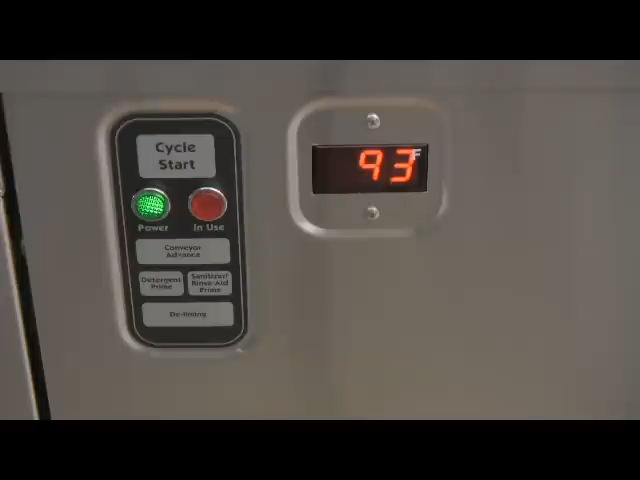 Cycle
Start
93 F
Power
In Use
Conveyor
Advance
Detergent
Prime
Sanitizer/
Rinse Aid
Prime
De-liming